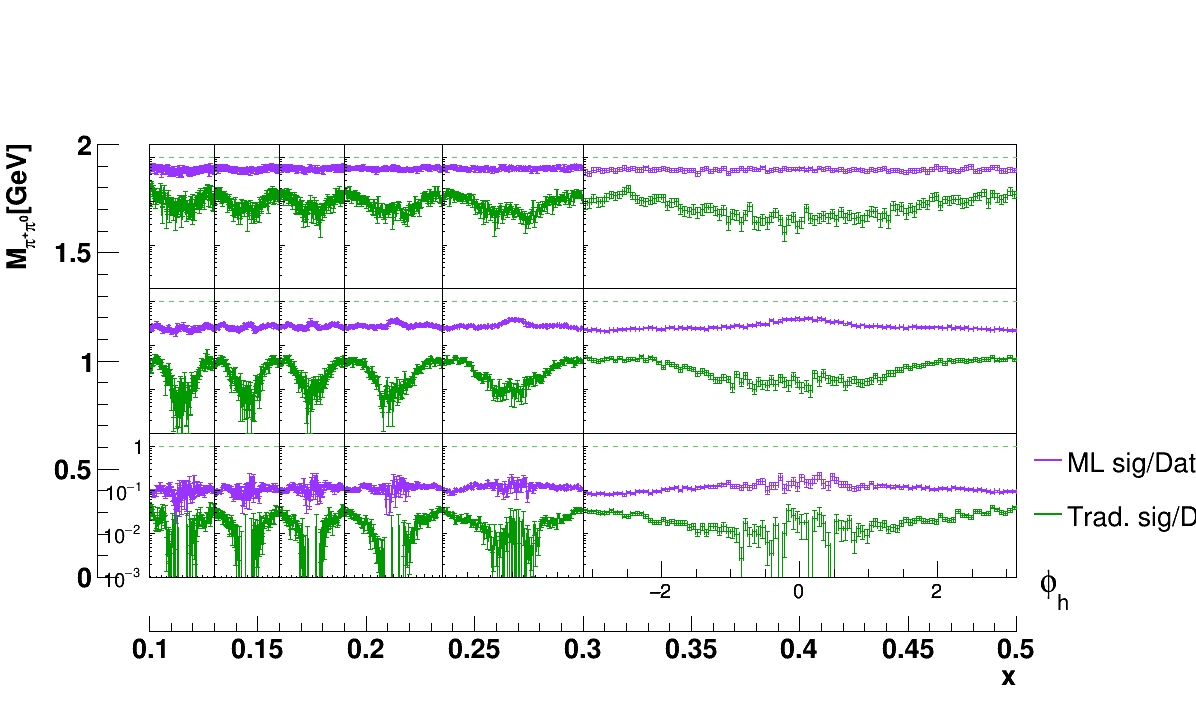 M_{π⁺π⁰}[GeV]
2
1.5
1
0.5
0
1
10⁻¹
10⁻²
10⁻³
ML sig/Dat
Trad. sig/D
−2 0 2
ϕ_h
0.1 0.15 0.2 0.25 0.3 0.35 0.4 0.45 0.5
x